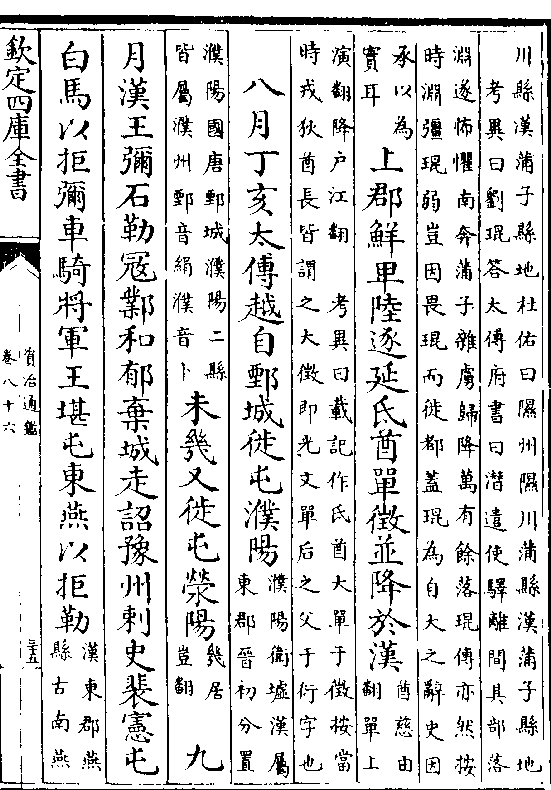 川縣漢蒲子縣地杜佑曰隰州隰川蒲縣漢蒲子縣地
考異曰劉琨答太傅府書曰潛遣使驛離間其部落
淵遂怖懼南奔蒲子雜虜歸降萬有餘落琨傳亦然按
時淵彊琨弱豈因畏琨而徙都蓋琨為自大之辭史因
承以為
實耳
上郡鮮卑陸逐延氐酋單徵並降於漢
酋慈由
翻單上
演翻降户江翻 考異曰載記作氐酋大單于徵按當
時戎狄酋長皆謂之大徵即光文單后之父于衍字也
八月丁亥太傅越自鄄城徙屯濮陽
濮陽衛墟漢屬
東郡晉初分置
濮陽國唐鄄城濮陽二縣
皆屬濮州鄄音絹濮音卜
未幾又徙屯滎陽
幾居
豈翻
九
月漢王彌石勒冦鄴和郁棄城走詔豫州刺史裴憲屯
白馬以拒彌車騎將軍王堪屯東燕以拒勒
漢東郡燕
縣古南燕
欽定四庫全書
資治通鑑
卷八十六